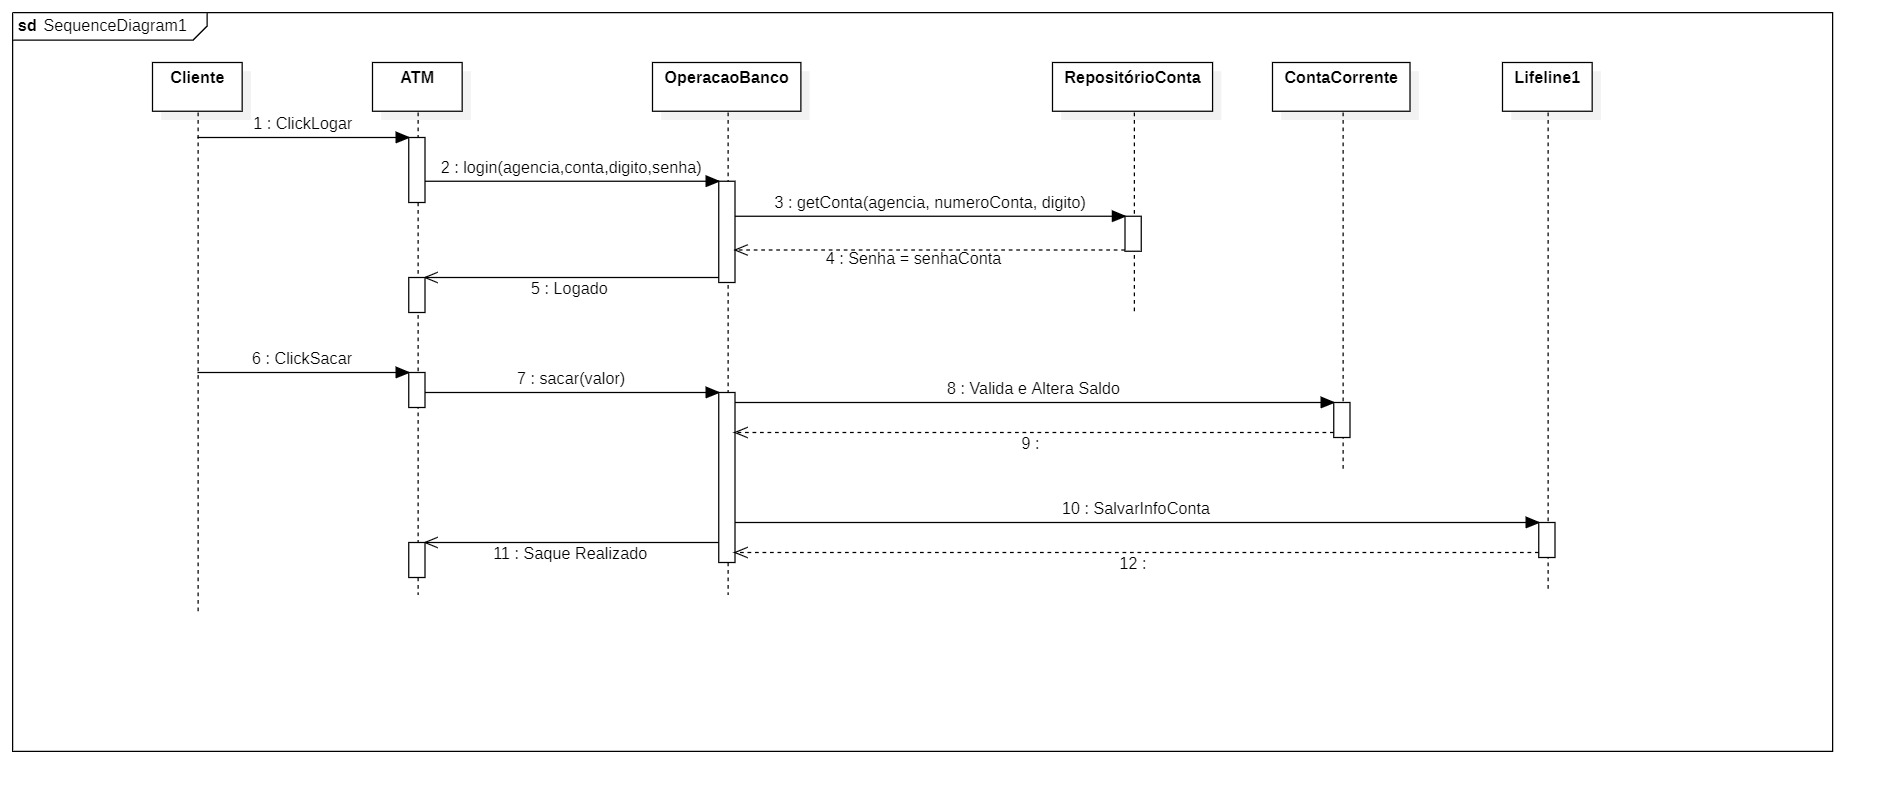 sd SequenceDiagram1
Cliente
ATM
OperacaoBanco
RepositórioConta
ContaCorrente
Lifeline1
1 : ClickLogar
2 : login(agencia,conta,digito,senha)
3 : getConta(agencia, numeroConta, digito)
4 : Senha = senhaConta
5 : Logado
6 : ClickSacar
7 : sacar(valor)
8 : Valida e Altera Saldo
9 :
10 : SalvarInfoConta
11 : Saque Realizado
12 :